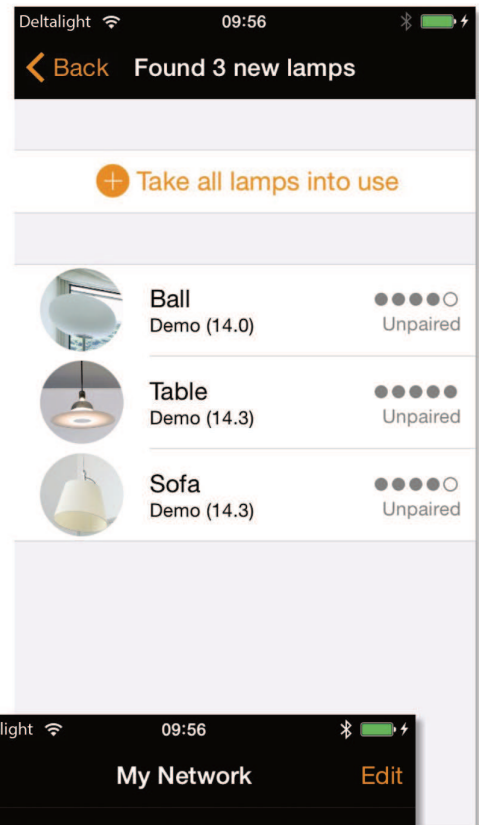 Deltalight 09:56
Back Found 3 new lamps
Take all lamps into use
Ball
Demo (14.0)
Unpaired
Table
Demo (14.3)
Unpaired
Sofa
Demo (14.3)
Unpaired
light 09:56
My Network Edit